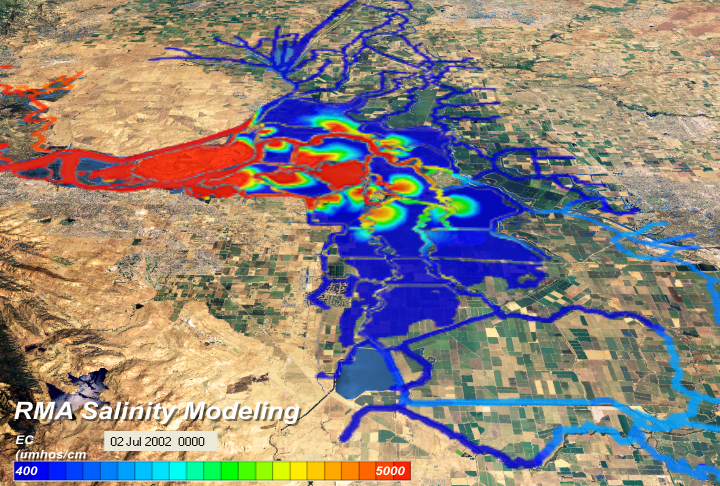 RMA Salinity Modeling
EC
(umhos/cm
02 Jul 2002 0000
400
5000